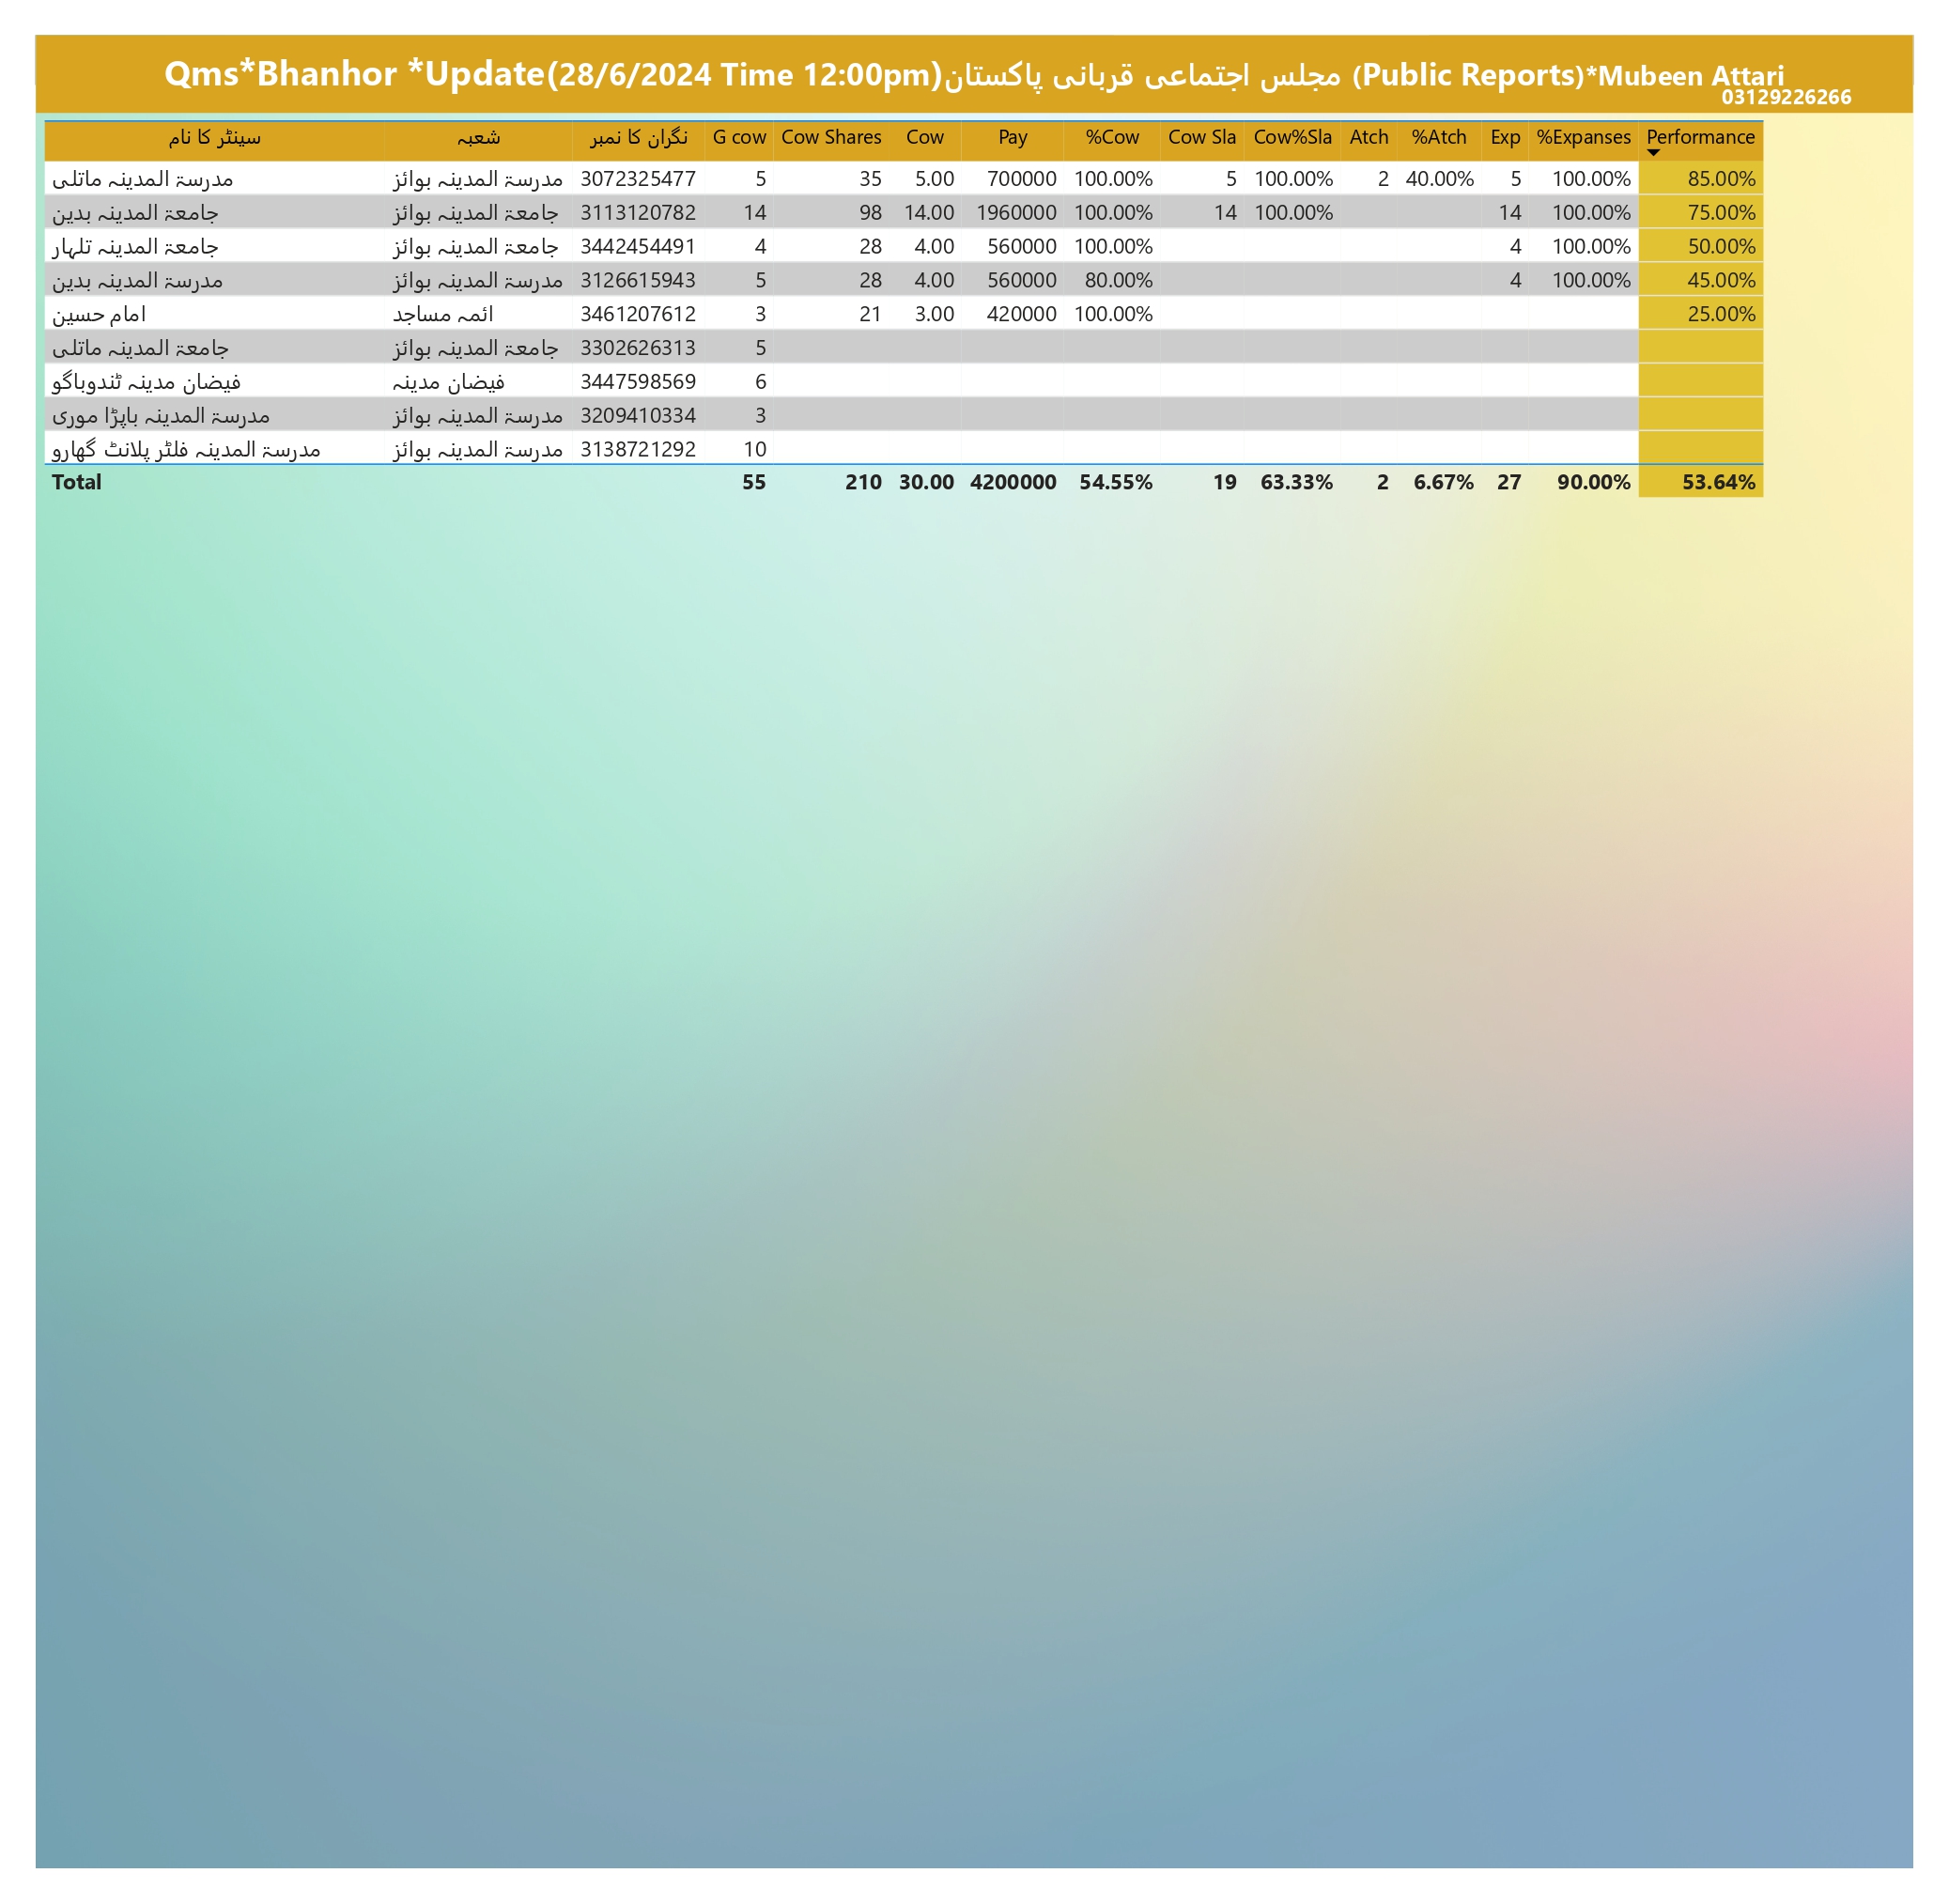 Qms*Bhanhor *Update(28/6/2024 Time 12:00pm)مجلس اجتماعی قربانی پاکستان (Public Reports)*Mubeen Attari
03129226266
سینٹر کا نام شعبہ نگران کا نمبر G cow Cow Shares Cow Pay %Cow Cow Sla Cow%Sla Atch %Atch Exp %Expanses Performance
مدرسۃ المدینہ ماتلی مدرسۃ المدینہ بوائز 3072325477 5 35 5.00 700000 100.00% 5 100.00% 2 40.00% 5 100.00% 85.00%
جامعۃ المدینہ بدین جامعۃ المدینہ بوائز 3113120782 14 98 14.00 1960000 100.00% 14 100.00% 14 100.00% 75.00%
جامعۃ المدینہ تلہار جامعۃ المدینہ بوائز 3442454491 4 28 4.00 560000 100.00% 4 100.00% 50.00%
مدرسۃ المدینہ بدین مدرسۃ المدینہ بوائز 3126615943 5 28 4.00 560000 80.00% 4 100.00% 45.00%
امام حسین ائمہ مساجد 3461207612 3 21 3.00 420000 100.00% 25.00%
جامعۃ المدینہ ماتلی جامعۃ المدینہ بوائز 3302626313 5
فیضان مدینہ ٹندوباگو فیضان مدینہ 3447598569 6
مدرسۃ المدینہ باپڑا موری مدرسۃ المدینہ بوائز 3209410334 3
مدرسۃ المدینہ فلٹر پلانٹ گھارو مدرسۃ المدینہ بوائز 3138721292 10
Total 55 210 30.00 4200000 54.55% 19 63.33% 2 6.67% 27 90.00% 53.64%